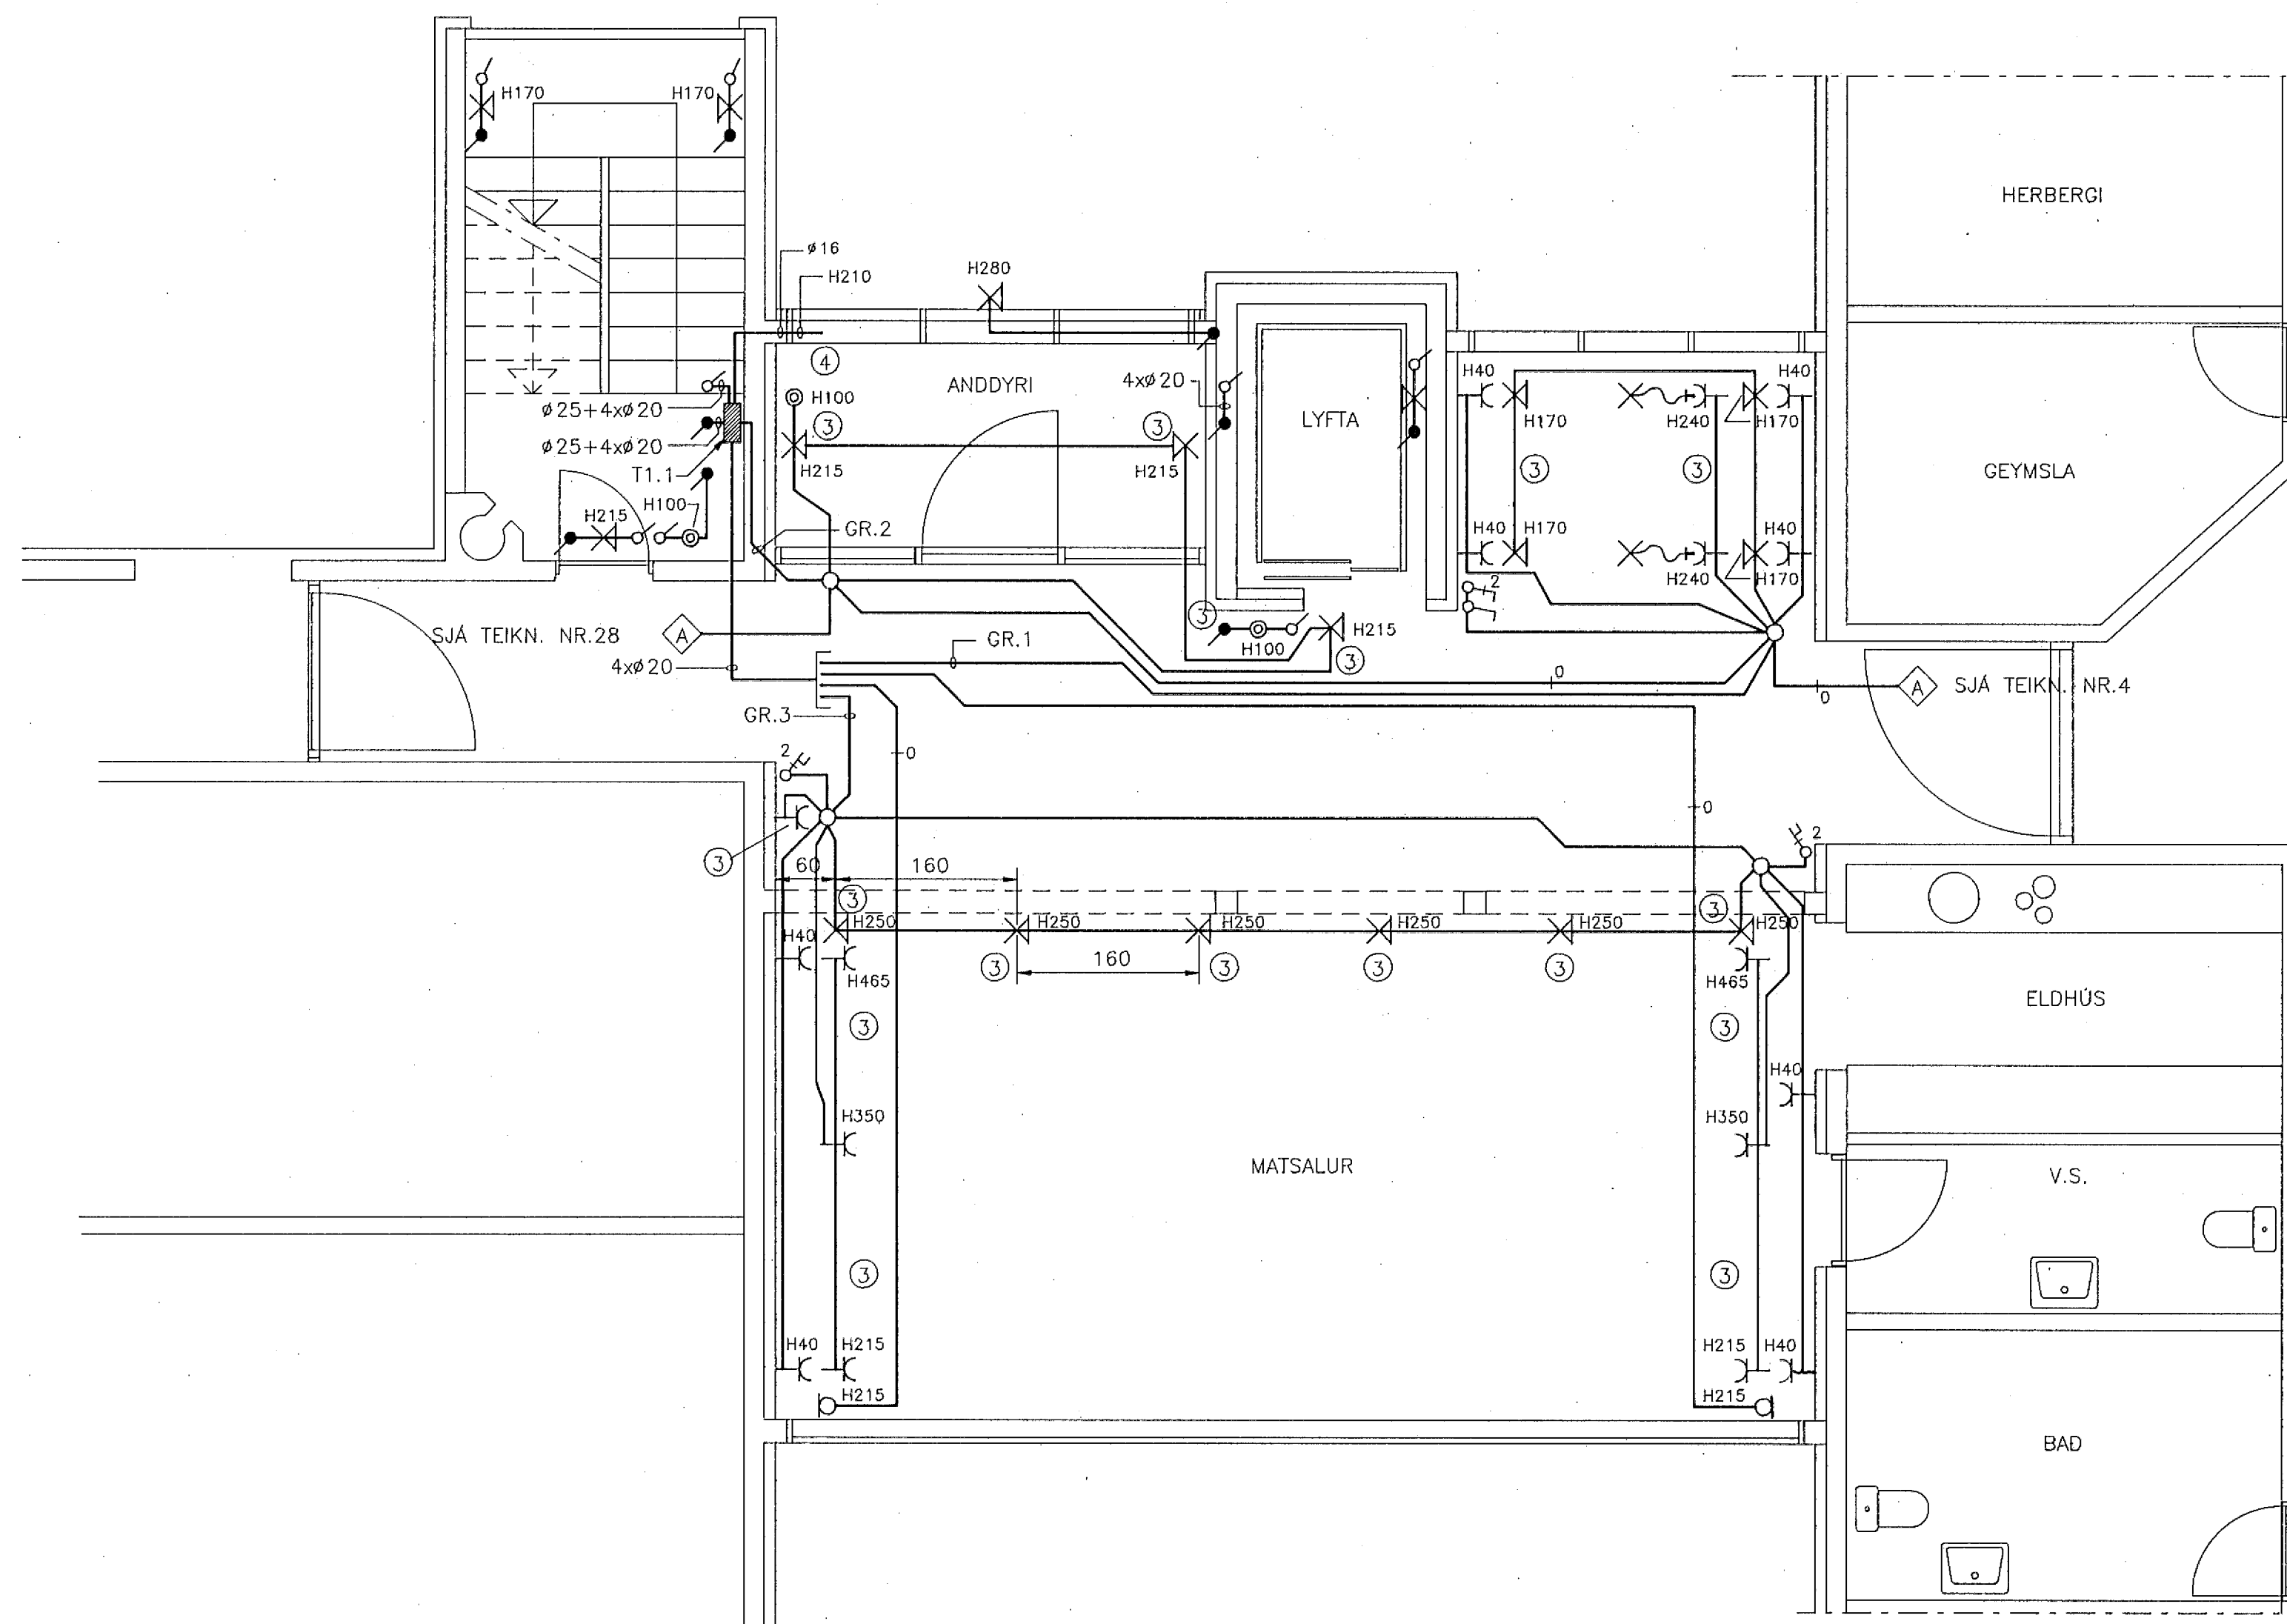 H170
H170
HERBERGI
ø16
H210
H280
4
ANDDYRI
H100
3
3
H215
H215
ø25+4xø20
ø25+4xø20
T1.1
H100
H215
GR.2
4xø20
LYFTA
H40
H170
H240
H170
H40
3
3
H40
H170
H240
H170
H40
2
GEYMSLA
SJÁ TEIKN. NR.28
A
4xø20
GR.1
3
H100
H215
3
0
0
A
SJÁ TEIKN. NR.4
GR.3
0
0
2
2
3
60
160
3
3
H250
H250
H250
H250
H250
H250
H40
3
160
3
3
3
H465
H465
3
3
ELDHÚS
H40
H350
H350
MATSALUR
V.S.
3
3
H40
H215
H215
H40
H215
H215
BAÐ